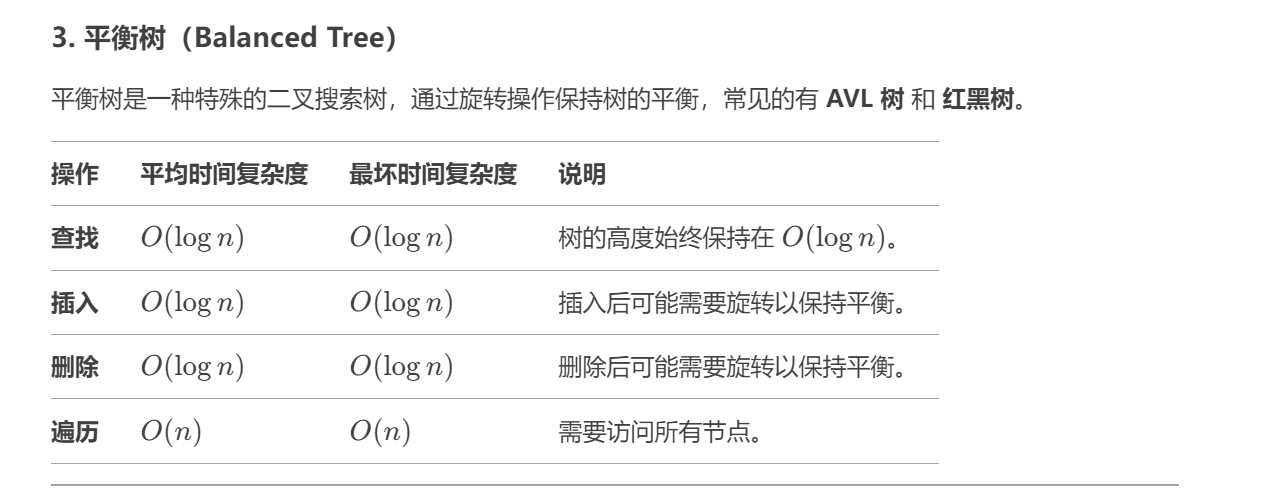 3. 平衡树（Balanced Tree）
平衡树是一种特殊的二叉搜索树，通过旋转操作保持树的平衡，常见的有 AVL 树 和 红黑树。
操作 平均时间复杂度 最坏时间复杂度 说明
查找 O(log n) O(log n) 树的高度始终保持在 O(log n)。
插入 O(log n) O(log n) 插入后可能需要旋转以保持平衡。
删除 O(log n) O(log n) 删除后可能需要旋转以保持平衡。
遍历 O(n) O(n) 需要访问所有节点。